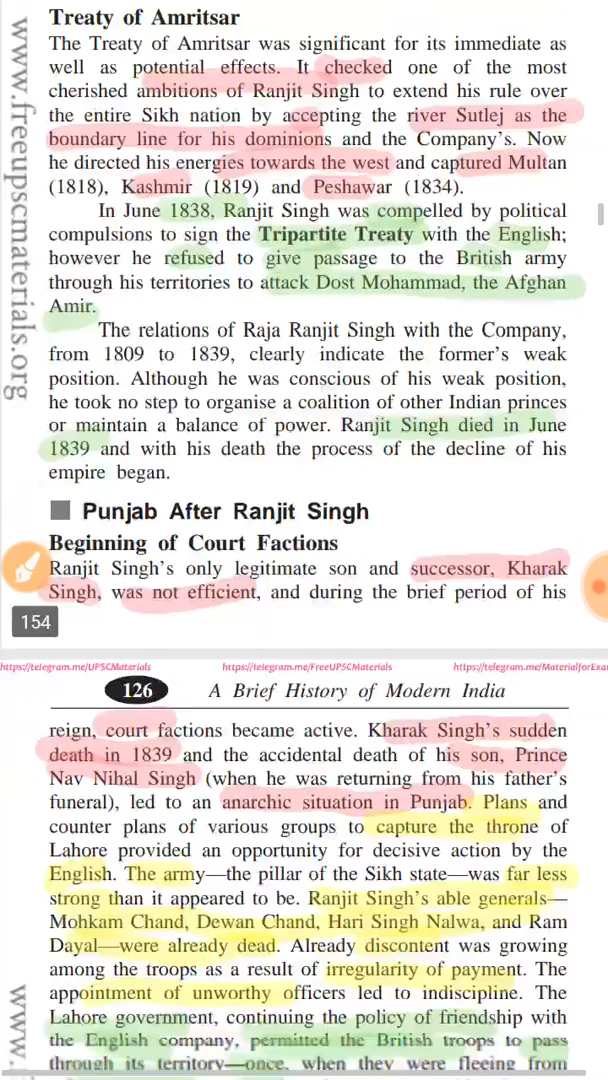 Treaty of Amritsar
The Treaty of Amritsar was significant for its immediate as
well as potential effects. It checked one of the most
cherished ambitions of Ranjit Singh to extend his rule over
the entire Sikh nation by accepting the river Sutlej as the
boundary line for his dominions and the Company's. Now
he directed his energies towards the west and captured Multan
(1818), Kashmir (1819) and Peshawar (1834).
In June 1838, Ranjit Singh was compelled by political
compulsions to sign the Tripartite Treaty with the English;
however he refused to give passage to the British army
through his territories to attack Dost Mohammad, the Afghan
Amir.
The relations of Raja Ranjit Singh with the Company,
from 1809 to 1839, clearly indicate the former's weak
position. Although he was conscious of his weak position,
he took no step to organise a coalition of other Indian princes
or maintain a balance of power. Ranjit Singh died in June
1839 and with his death the process of the decline of his
empire began.
Punjab After Ranjit Singh
Beginning of Court Factions
Ranjit Singh's only legitimate son and successor, Kharak
Singh, was not efficient, and during the brief period of his
154
www.freeupscmaterials.org
https://telegram.me/UPSCMaterials https://telegram.me/FreeUPSCMaterials https://telegram.me/MaterialforExa
126 A Brief History of Modern India
reign, court factions became active. Kharak Singh's sudden
death in 1839 and the accidental death of his son, Prince
Nav Nihal Singh (when he was returning from his father's
funeral), led to an anarchic situation in Punjab. Plans and
counter plans of various groups to capture the throne of
Lahore provided an opportunity for decisive action by the
English. The army—the pillar of the Sikh state—was far less
strong than it appeared to be. Ranjit Singh's able generals—
Mohkam Chand, Dewan Chand, Hari Singh Nalwa, and Ram
Dayal—were already dead. Already discontent was growing
among the troops as a result of irregularity of payment. The
appointment of unworthy officers led to indiscipline. The
Lahore government, continuing the policy of friendship with
the English company, permitted the British troops to pass
through its territory—once, when they were fleeing from
www.